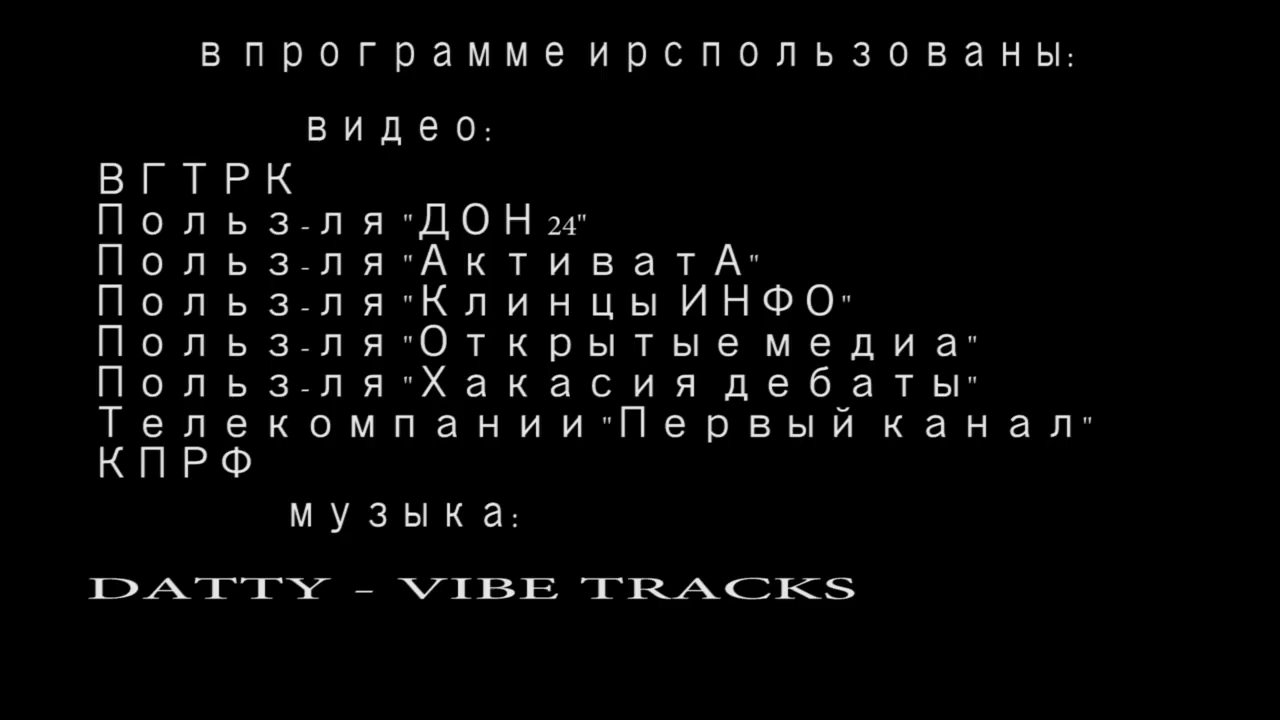 в программе ирспользованы:
видео:
ВГТРК
Польз-ля "ДОН 24"
Польз-ля "АктиватА"
Польз-ля "Клинцы ИНФО"
Польз-ля "Открытые медиа"
Польз-ля "Хакасия дебаты"
Телекомпании "Первый канал"
КПРФ
музыка:
DATTY - VIBE TRACKS